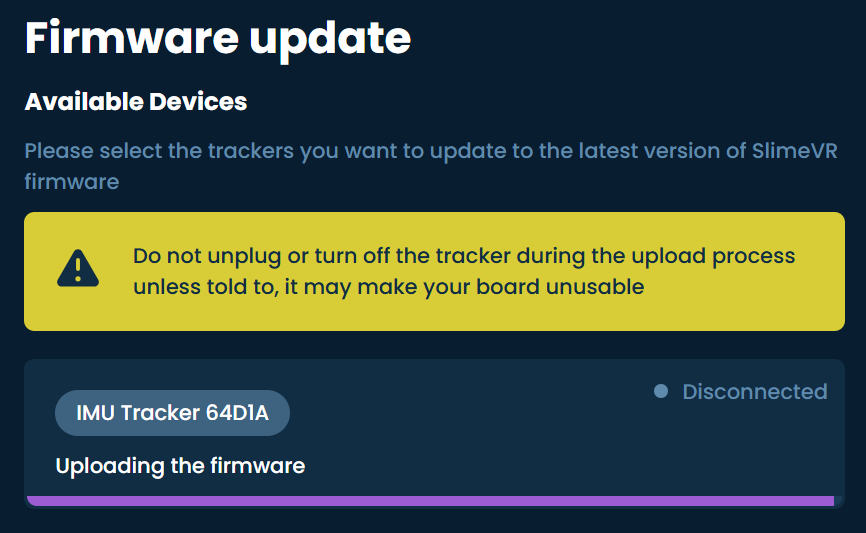 Firmware update
Available Devices
Please select the trackers you want to update to the latest version of SlimeVR
firmware
Do not unplug or turn off the tracker during the upload process
unless told to, it may make your board unusable
Disconnected
IMU Tracker 64D1A
Uploading the firmware